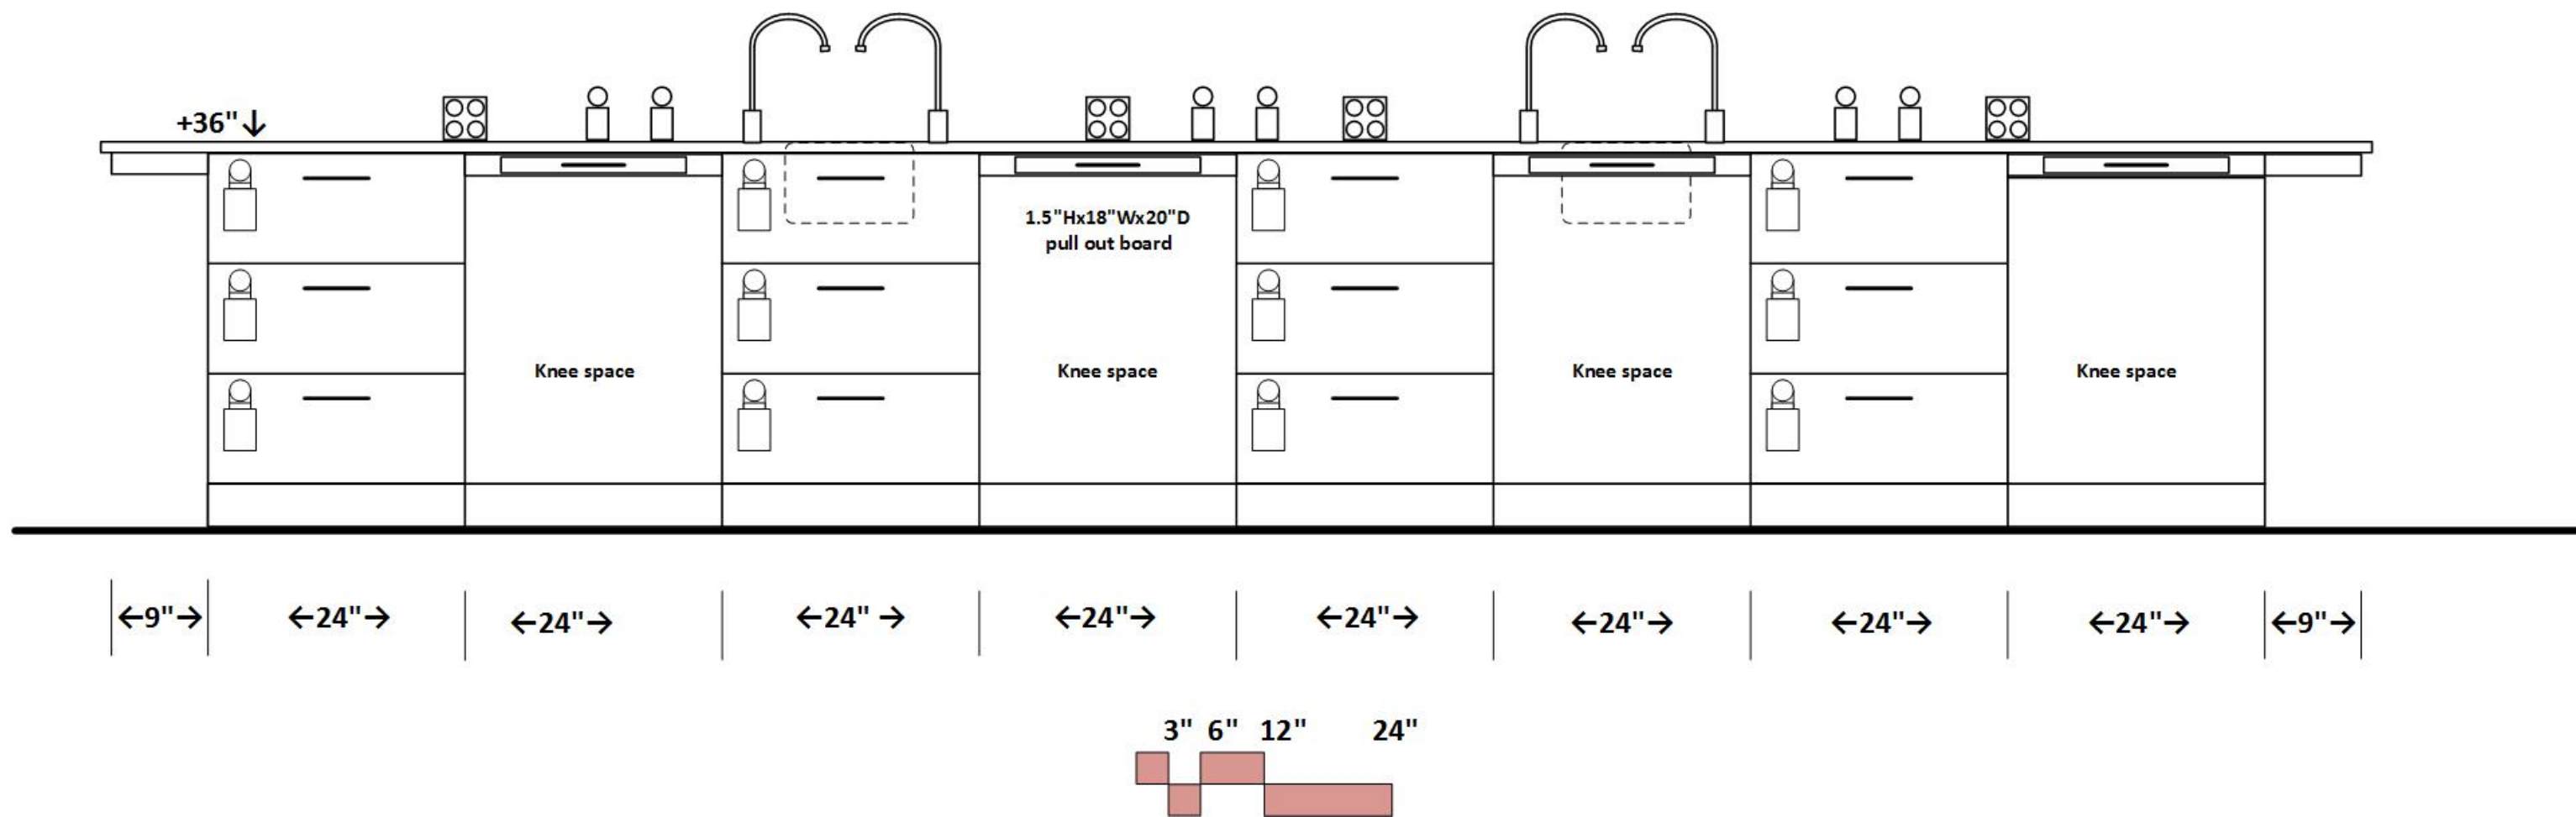 +36"↓
1.5"Hx18"Wx20"D
pull out board
Knee space
Knee space
Knee space
Knee space
←9"→ ←24"→ ←24"→ ←24" → ←24"→ ←24"→ ←24"→ ←24"→ ←24"→ ←9"→
3" 6" 12" 24"